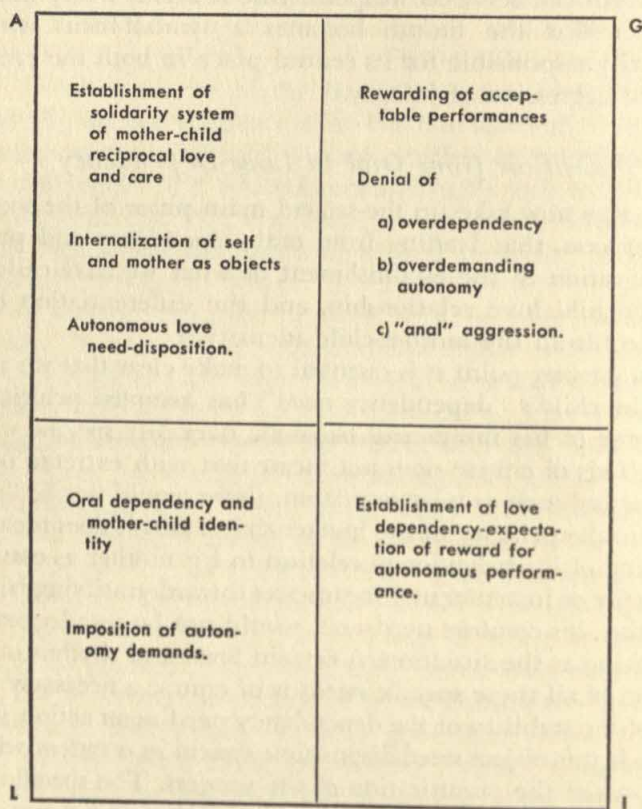 A
G
Establishment of
solidarity system
of mother-child
reciprocal love
and care
Internalization of self
and mother as objects
Autonomous love
need-disposition.
Rewarding of accep-
table performances
Denial of
a) overdependency
b) overdemanding
autonomy
c) "anal" aggression.
Oral dependency and
mother-child iden-
tity
Imposition of auton-
omy demands.
Establishment of love
dependency-expecta-
tion of reward for
autonomous perform-
ance.
L
I